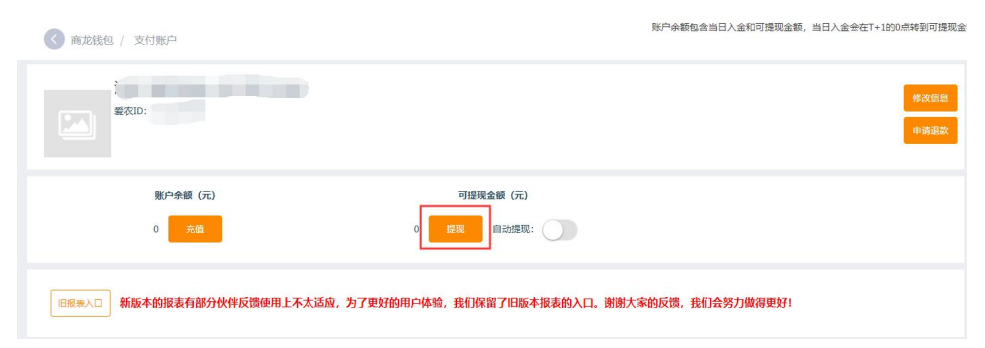 账户余额包含当日入金和可提现金额，当日入金会在T+1的0点转到可提现金
商龙钱包 / 支付账户
爱农ID:
修改信息
申请退款
账户余额（元）
可提现金额（元）
0 充值
0 提现 自动提现：
旧报表入口 新版本的报表有部分伙伴反馈使用上不太适应，为了更好的用户体验，我们保留了旧版本报表的入口。谢谢大家的反馈，我们会努力做得更好！